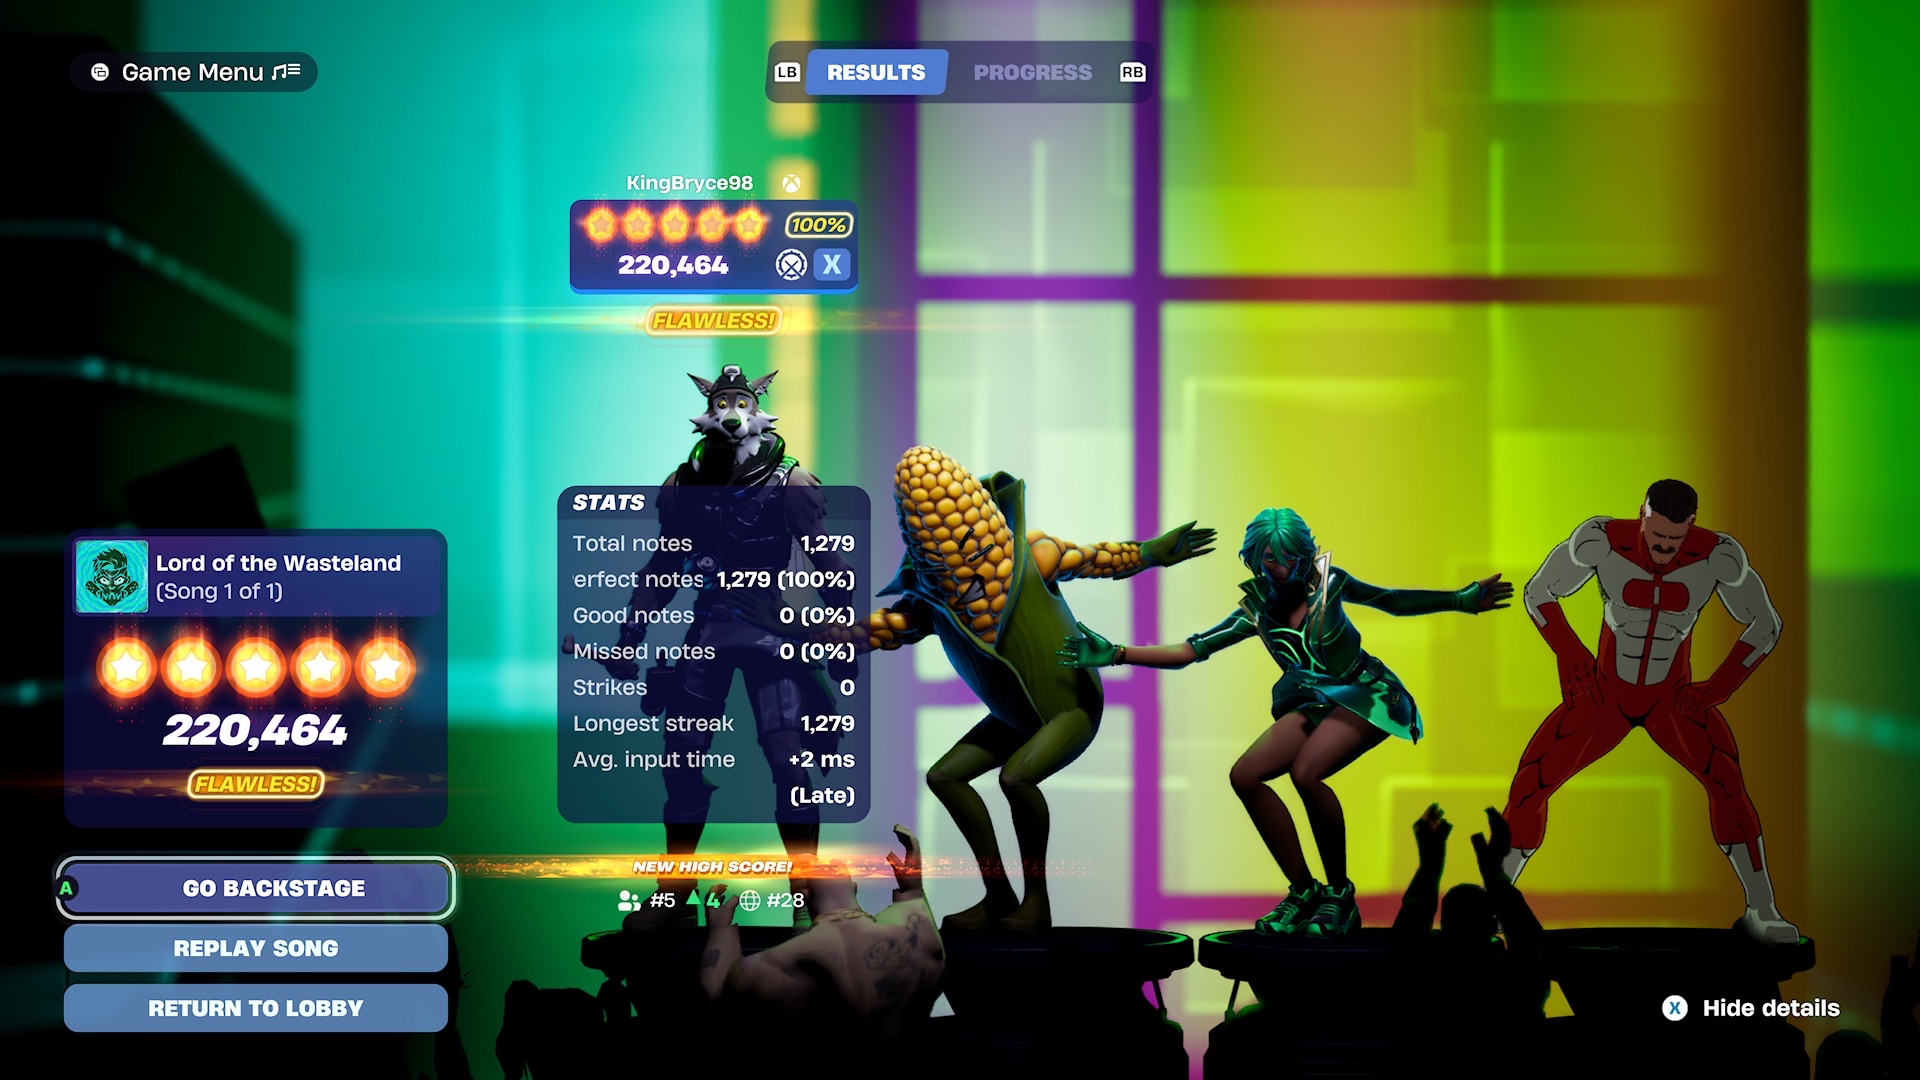 Game Menu
LB RESULTS PROGRESS RB
KingBryce98
100%
220,464 X
FLAWLESS!
STATS
Total notes 1,279
erfect notes 1,279 (100%)
Good notes 0 (0%)
Missed notes 0 (0%)
Strikes 0
Longest streak 1,279
Avg. input time +2 ms
(Late)
NEW HIGH SCORE!
#5 4 #28
Lord of the Wasteland
(Song 1 of 1)
220,464
FLAWLESS!
A GO BACKSTAGE
REPLAY SONG
RETURN TO LOBBY
X Hide details